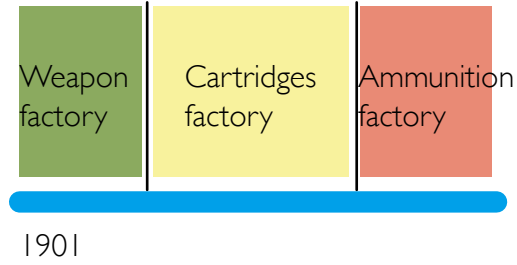 Weapon
factory
Cartridges
factory
Ammunition
factory
1901